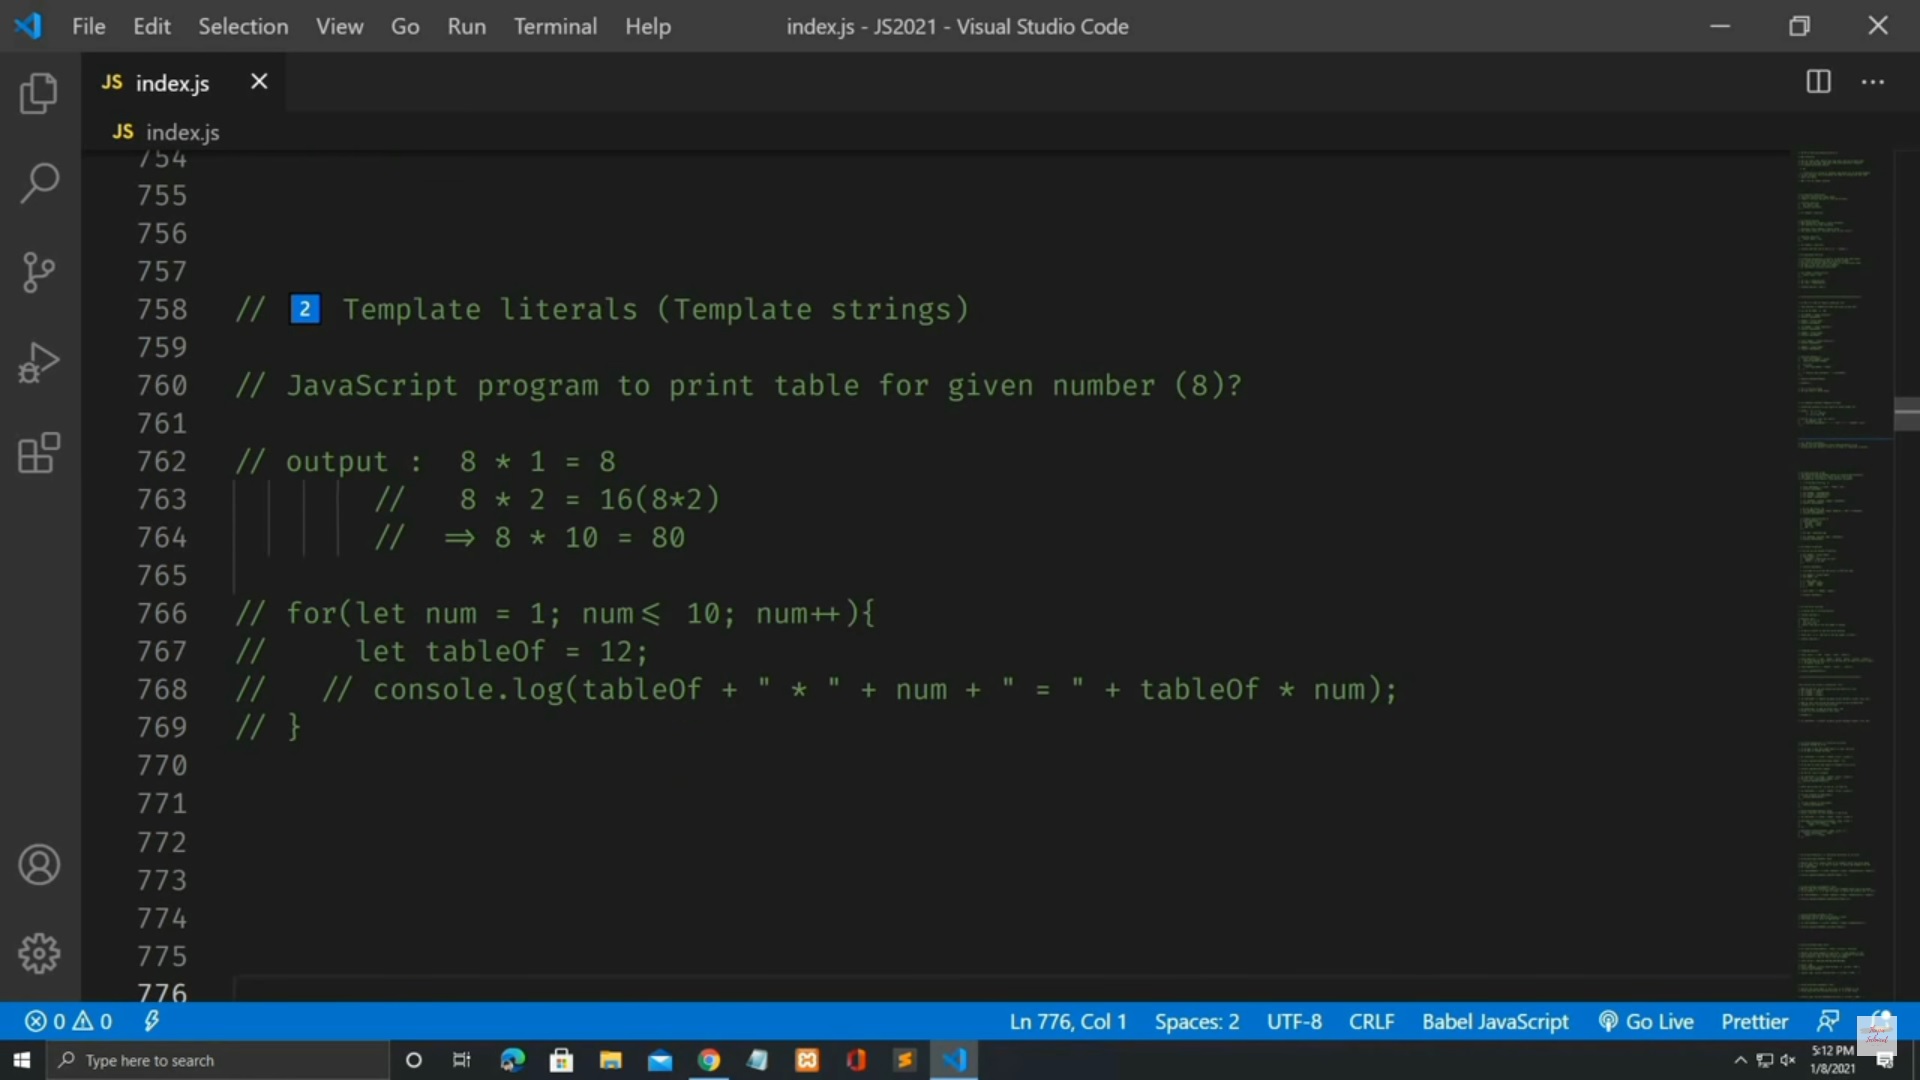 File Edit Selection View Go Run Terminal Help index.js - JS2021 - Visual Studio Code
JS index.js
JS index.js
754
755
756
757
758 // 2 Template literals (Template strings)
759
760 // JavaScript program to print table for given number (8)?
761
762 // output : 8 * 1 = 8
763 // 8 * 2 = 16(8*2)
764 // => 8 * 10 = 80
765
766 // for(let num = 1; num<= 10; num++){
767 // let tableOf = 12;
768 // // console.log(tableOf + " * " + num + " = " + tableOf * num);
769 // }
770
771
772
773
774
775
776
0 0 Ln 776, Col 1 Spaces: 2 UTF-8 CRLF Babel JavaScript Go Live Prettier
Type here to search 5:12 PM
1/8/2021